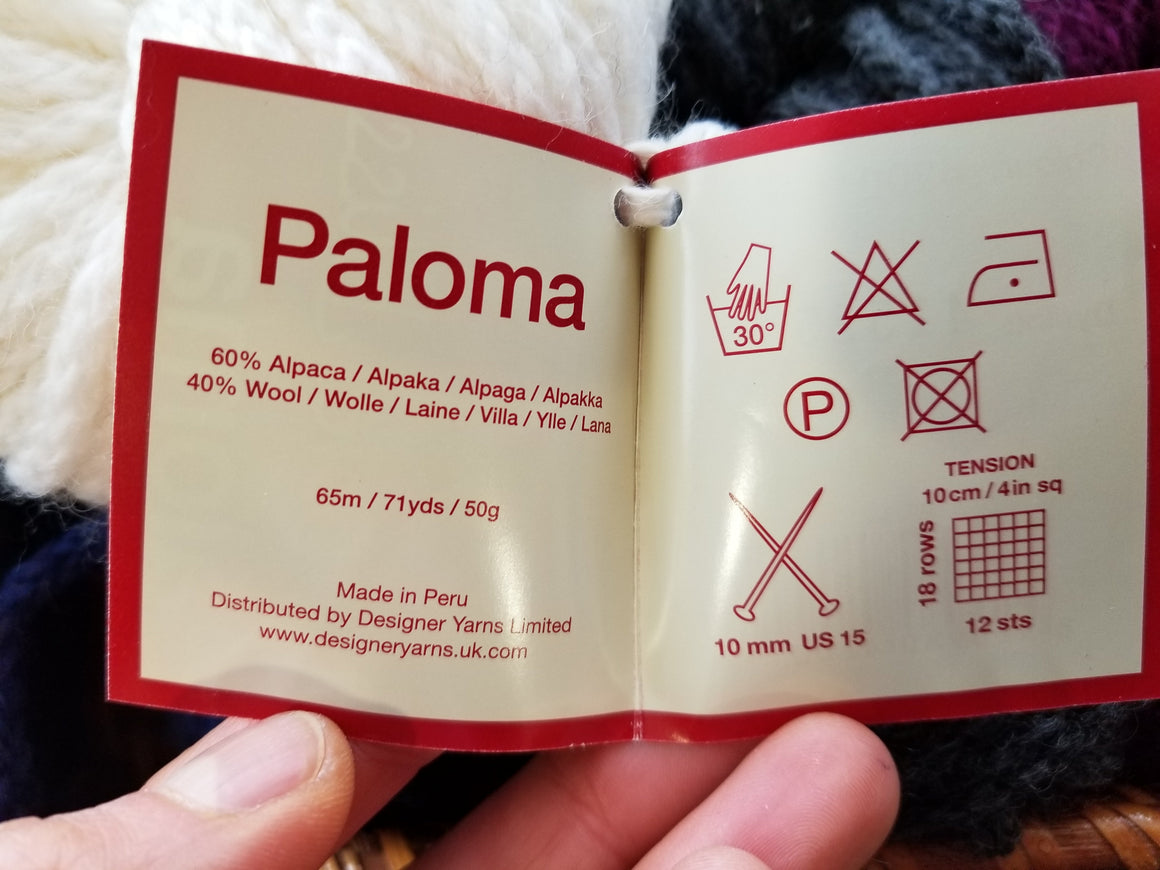 Paloma
60% Alpaca / Alpaka / Alpaga / Alpakka
40% Wool / Wolle / Laine / Villa / Ylle / Lana
65m / 71yds / 50g
Made in Peru
Distributed by Designer Yarns Limited
www.designeryarns.uk.com
30°
P
TENSION
10cm / 4in sq
18 rows
12 sts
10 mm US 15